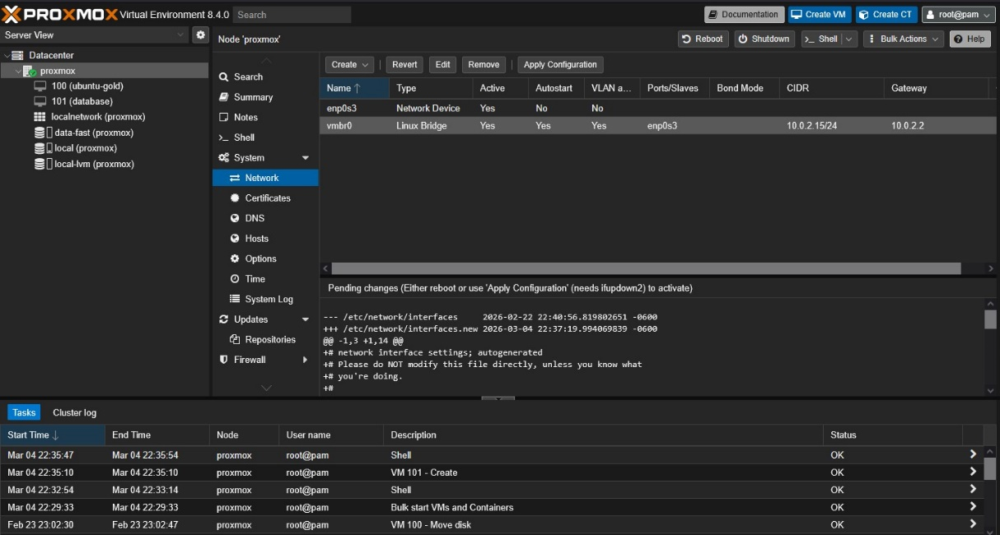 PROXMOX Virtual Environment 8.4.0 Search Documentation Create VM Create CT root@pam
Server View
Datacenter
proxmox
100 (ubuntu-gold)
101 (database)
localnetwork (proxmox)
data-fast (proxmox)
local (proxmox)
local-lvm (proxmox)
Node 'proxmox' Reboot Shutdown >_ Shell Bulk Actions Help
Search
Summary
Notes
>_ Shell
System
Network
Certificates
DNS
Hosts
Options
Time
System Log
Updates
Repositories
Firewall
Create Revert Edit Remove Apply Configuration
Name ↑ Type Active Autostart VLAN a... Ports/Slaves Bond Mode CIDR Gateway
enp0s3 Network Device Yes No No
vmbr0 Linux Bridge Yes Yes Yes enp0s3 10.0.2.15/24 10.0.2.2
Pending changes (Either reboot or use 'Apply Configuration' (needs ifupdown2) to activate)
--- /etc/network/interfaces 2026-02-22 22:40:56.819802651 -0600
+++ /etc/network/interfaces.new 2026-03-04 22:37:19.994069839 -0600
@@ -1,3 +1,14 @@
+# network interface settings; autogenerated
+# Please do NOT modify this file directly, unless you know what
+# you're doing.
+#
Tasks Cluster log
Start Time ↓ End Time Node User name Description Status
Mar 04 22:35:47 Mar 04 22:35:54 proxmox root@pam Shell OK
Mar 04 22:35:10 Mar 04 22:35:10 proxmox root@pam VM 101 - Create OK
Mar 04 22:32:54 Mar 04 22:33:14 proxmox root@pam Shell OK
Mar 04 22:29:33 Mar 04 22:29:33 proxmox root@pam Bulk start VMs and Containers OK
Feb 23 23:02:30 Feb 23 23:02:47 proxmox root@pam VM 100 - Move disk OK